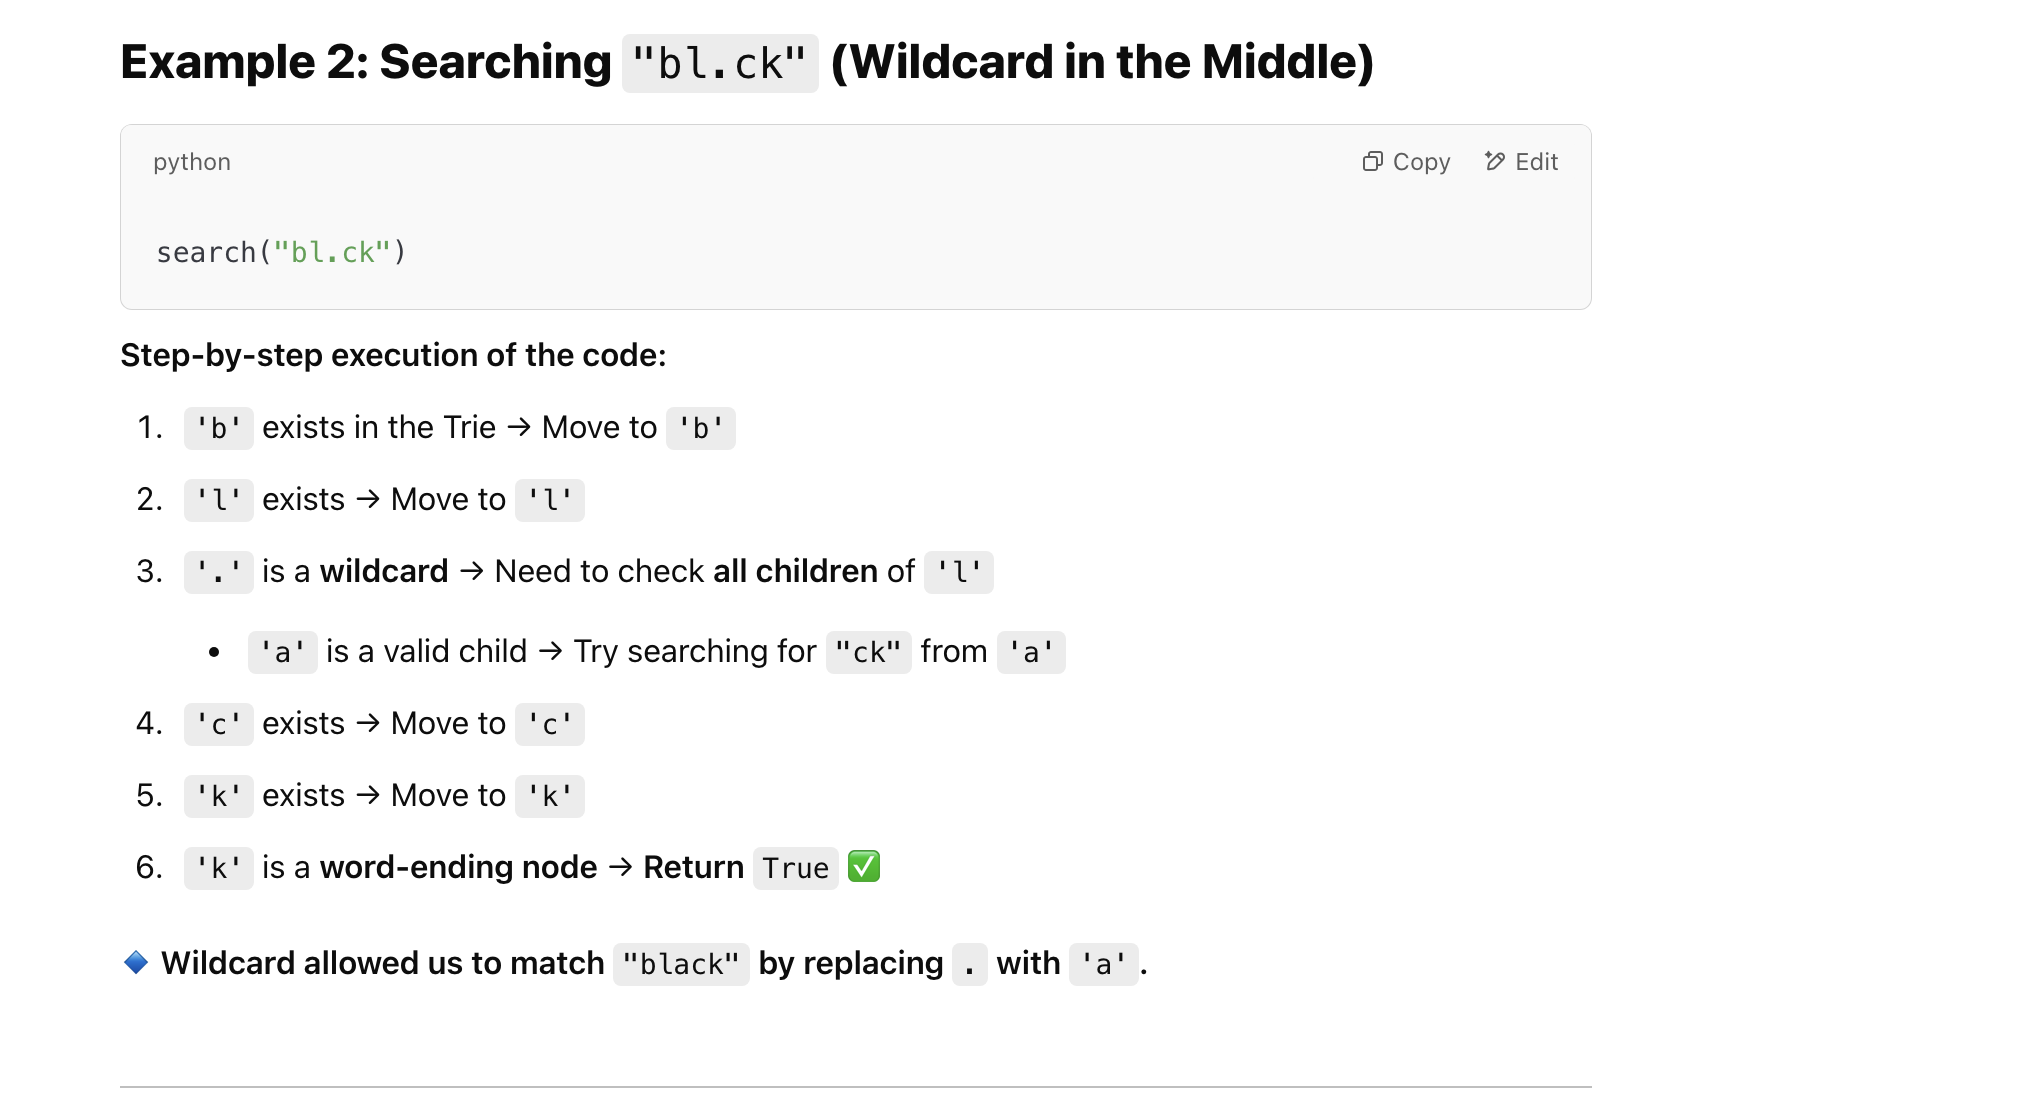 Example 2: Searching "bl.ck" (Wildcard in the Middle)
python Copy Edit
search("bl.ck")
Step-by-step execution of the code:
1. 'b' exists in the Trie → Move to 'b'
2. 'l' exists → Move to 'l'
3. '.' is a wildcard → Need to check all children of 'l'
• 'a' is a valid child → Try searching for "ck" from 'a'
4. 'c' exists → Move to 'c'
5. 'k' exists → Move to 'k'
6. 'k' is a word-ending node → Return True ✅
🔹 Wildcard allowed us to match "black" by replacing . with 'a'.